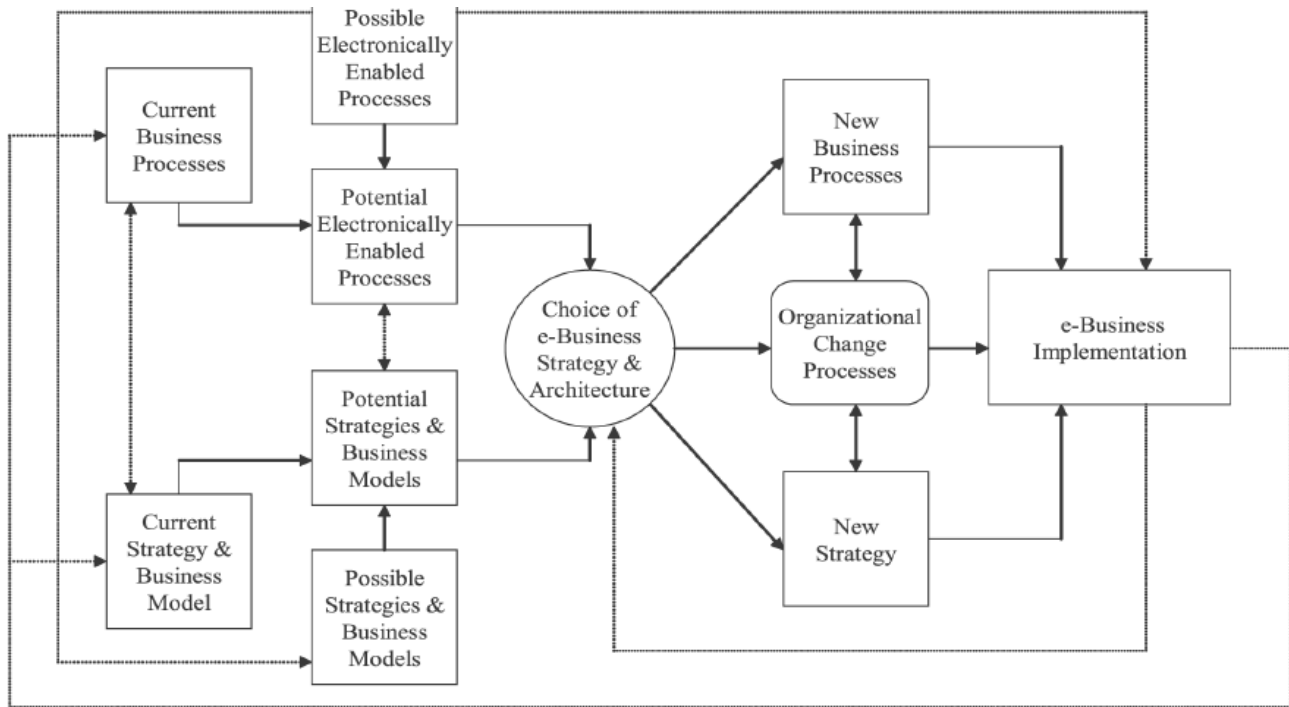 Possible
Electronically
Enabled
Processes
Current
Business
Processes
Potential
Electronically
Enabled
Processes
New
Business
Processes
Choice of
e-Business
Strategy &
Architecture
Organizational
Change
Processes
e-Business
Implementation
Potential
Strategies &
Business
Models
Current
Strategy &
Business
Model
New
Strategy
Possible
Strategies &
Business
Models